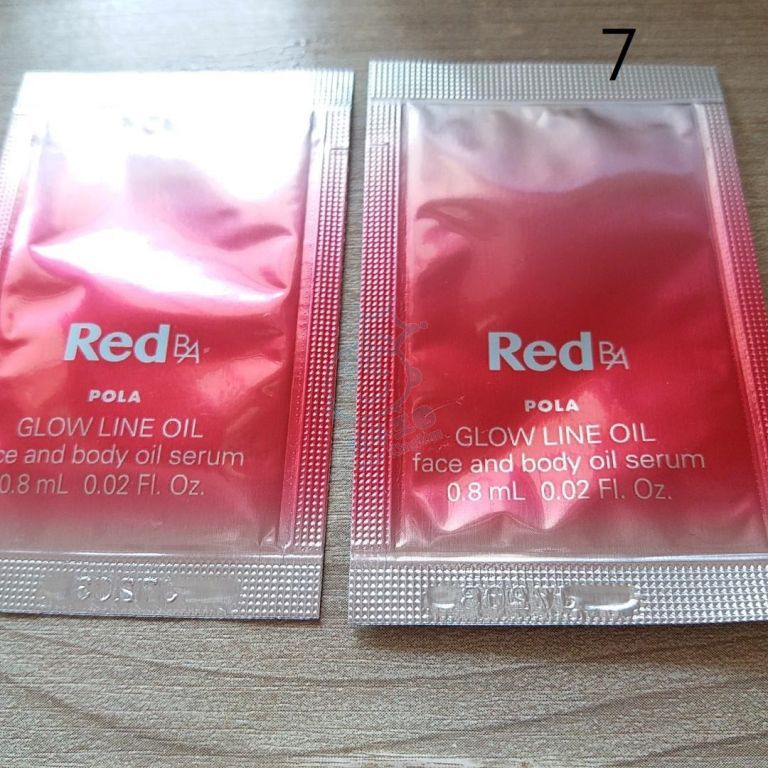 7
Red BA
POLA
GLOW LINE OIL
ce and body oil serum
0.8 mL 0.02 Fl. Oz.
Red BA
POLA
GLOW LINE OIL
face and body oil serum
0.8 mL 0.02 Fl. Oz.